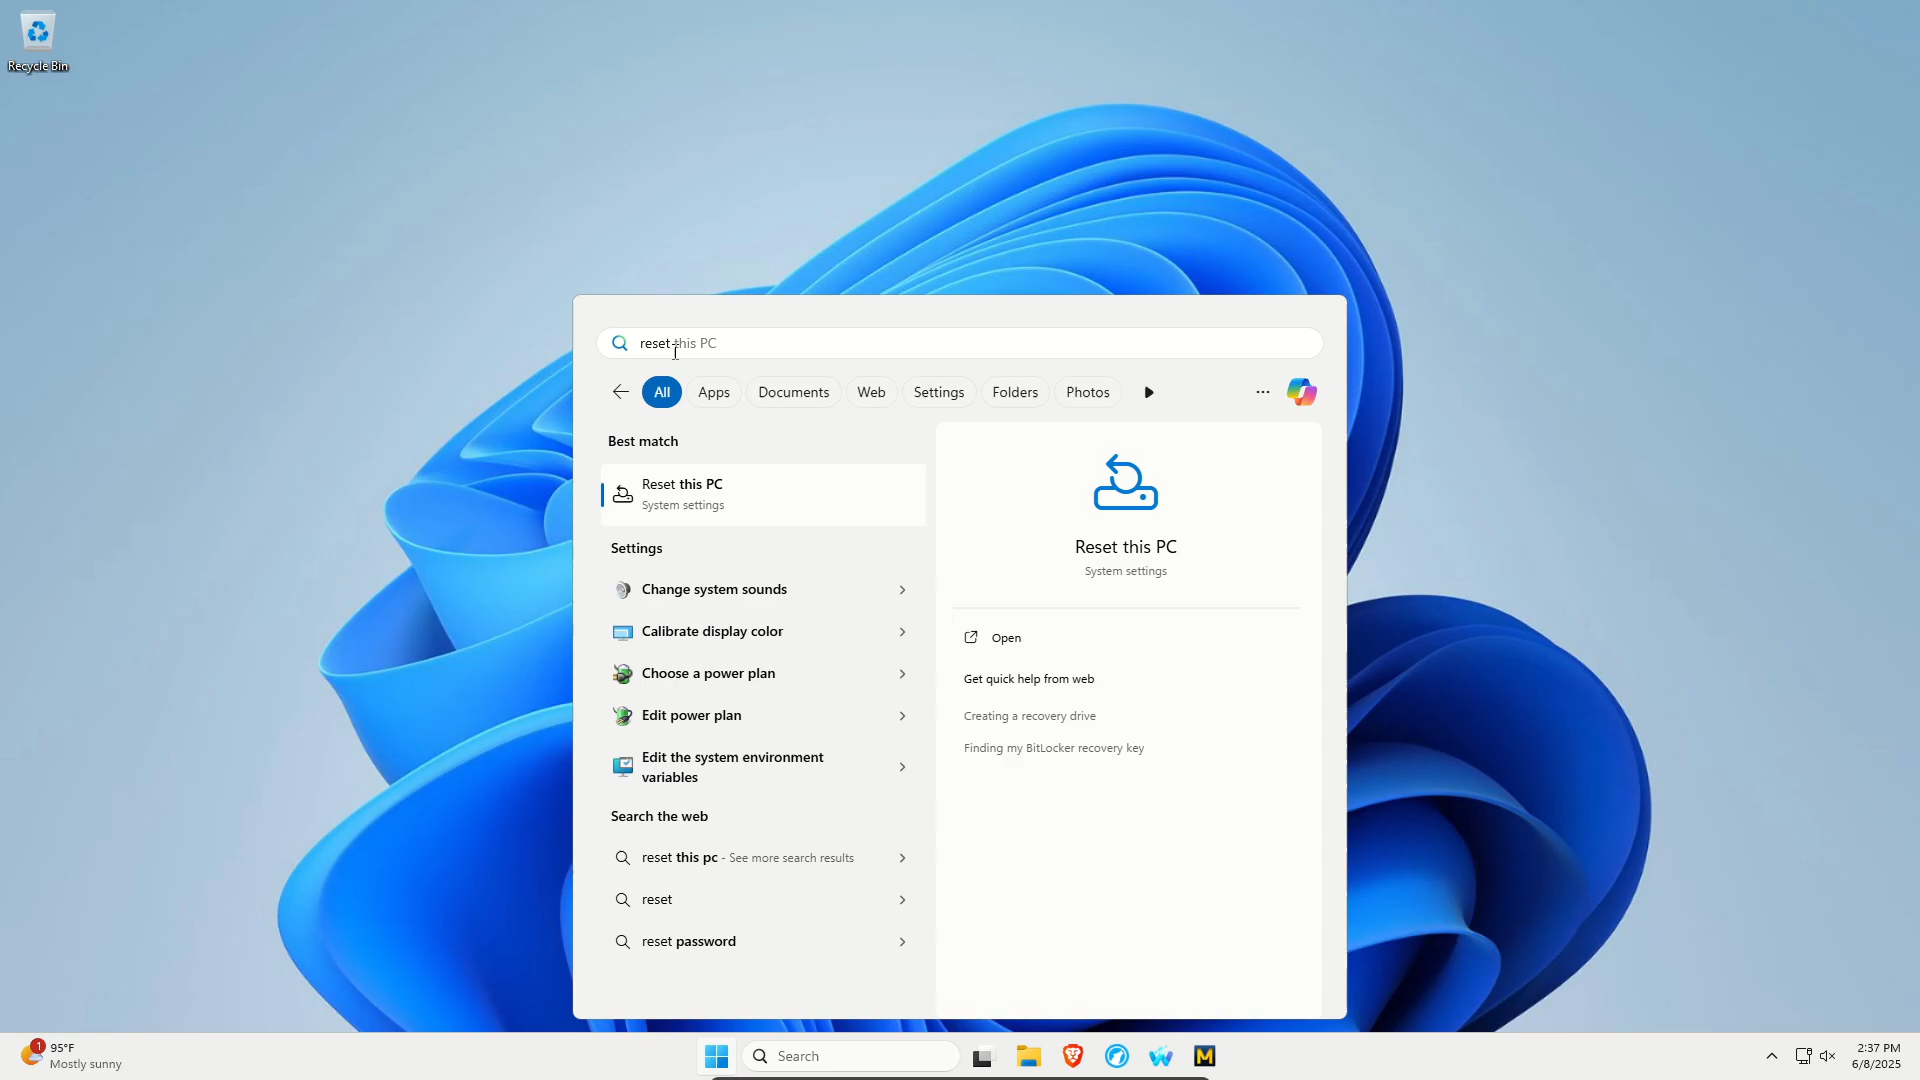 Recycle Bin
reset this PC
All
Apps
Documents
Web
Settings
Folders
Photos
Best match
Reset this PC
System settings
Settings
Change system sounds
Calibrate display color
Choose a power plan
Edit power plan
Edit the system environment
variables
Search the web
reset this pc - See more search results
reset
reset password
Reset this PC
System settings
Open
Get quick help from web
Creating a recovery drive
Finding my BitLocker recovery key
1
95°F
Mostly sunny
Search
M
2:37 PM
6/8/2025